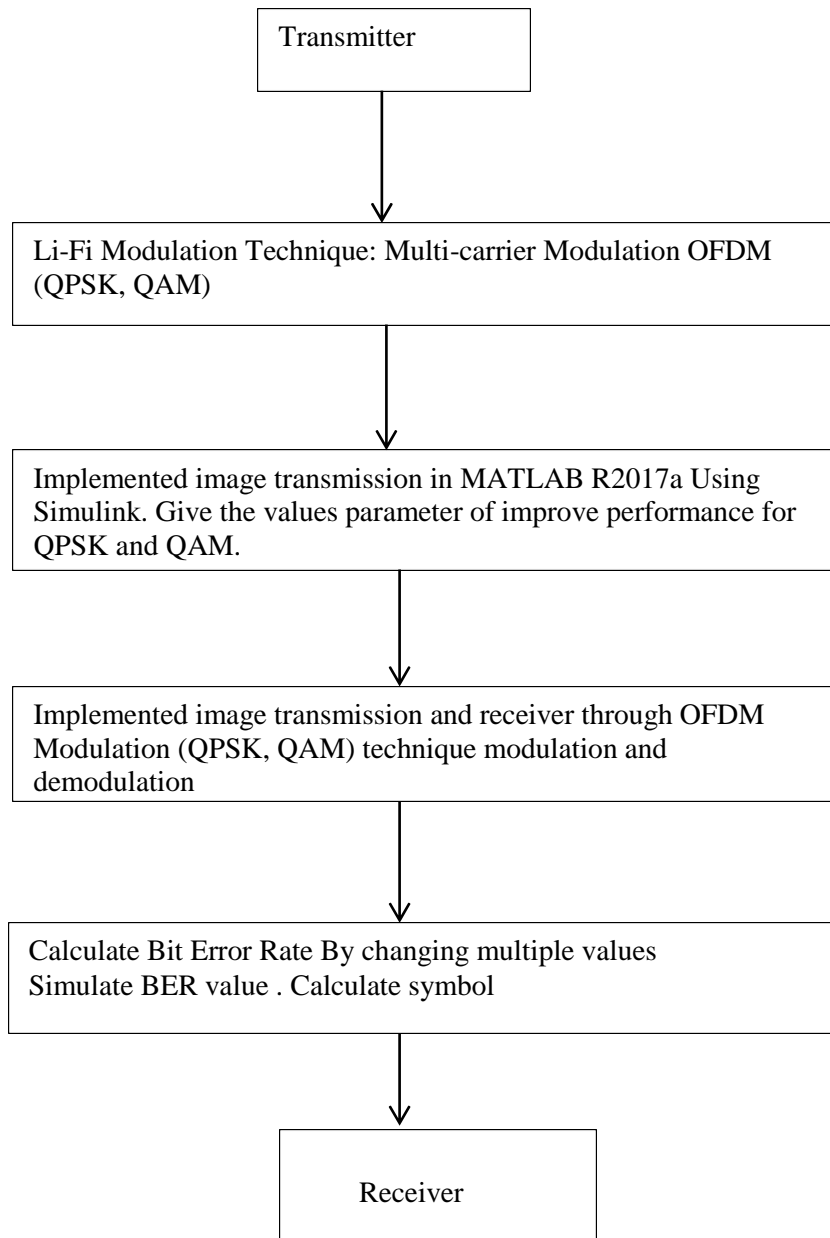 Transmitter
Li-Fi Modulation Technique: Multi-carrier Modulation OFDM
(QPSK, QAM)
Implemented image transmission in MATLAB R2017a Using
Simulink. Give the values parameter of improve performance for
QPSK and QAM.
Implemented image transmission and receiver through OFDM
Modulation (QPSK, QAM) technique modulation and
demodulation
Calculate Bit Error Rate By changing multiple values
Simulate BER value . Calculate symbol
Receiver